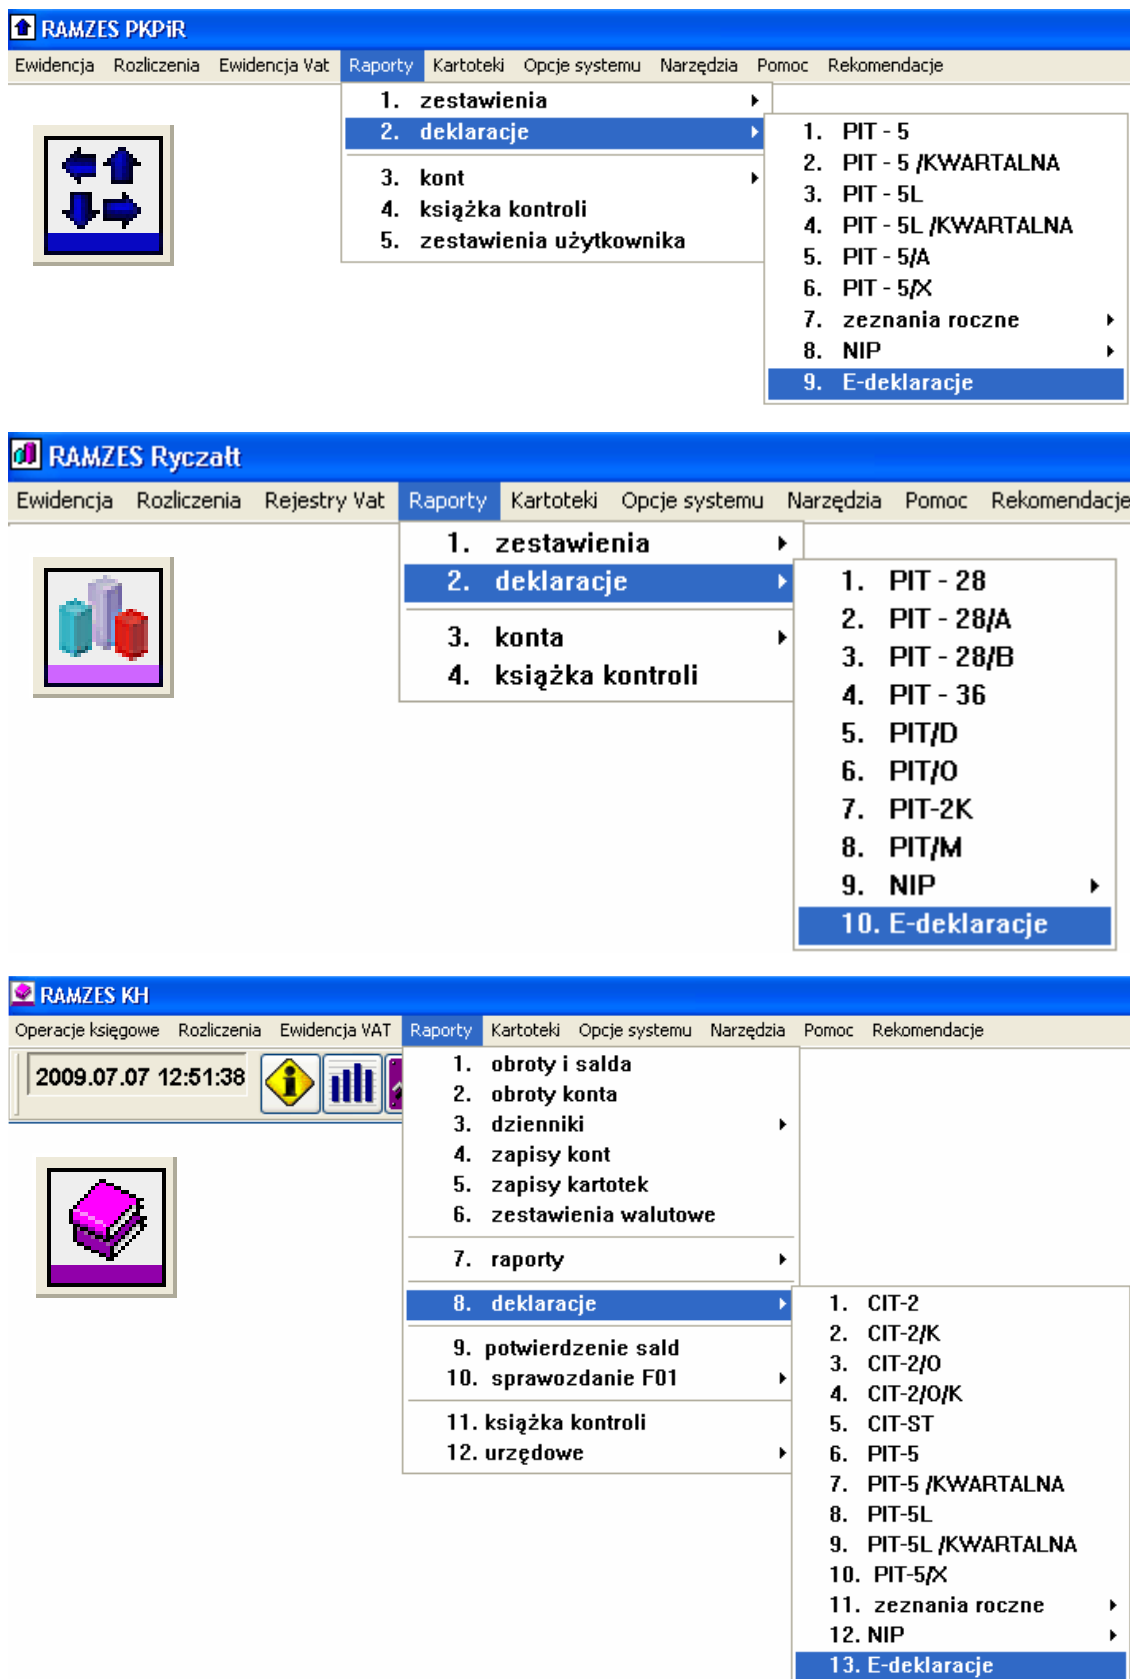 RAMZES PKPiR
Ewidencja Rozliczenia Ewidencja Vat Raporty Kartoteki Opcje systemu Narzędzia Pomoc Rekomendacje
1. zestawienia
2. deklaracje
3. kont
4. książka kontroli
5. zestawienia użytkownika
1. PIT - 5
2. PIT - 5 /KWARTALNA
3. PIT - 5L
4. PIT - 5L /KWARTALNA
5. PIT - 5/A
6. PIT - 5/X
7. zeznania roczne
8. NIP
9. E-deklaracje
RAMZES Ryczałt
Ewidencja Rozliczenia Rejestry Vat Raporty Kartoteki Opcje systemu Narzędzia Pomoc Rekomendacje
1. zestawienia
2. deklaracje
3. konta
4. książka kontroli
1. PIT - 28
2. PIT - 28/A
3. PIT - 28/B
4. PIT - 36
5. PIT/D
6. PIT/O
7. PIT-2K
8. PIT/M
9. NIP
10. E-deklaracje
RAMZES KH
Operacje księgowe Rozliczenia Ewidencja VAT Raporty Kartoteki Opcje systemu Narzędzia Pomoc Rekomendacje
2009.07.07 12:51:38
1. obroty i salda
2. obroty konta
3. dzienniki
4. zapisy kont
5. zapisy kartotek
6. zestawienia walutowe
7. raporty
8. deklaracje
9. potwierdzenie sald
10. sprawozdanie F01
11. książka kontroli
12. urzędowe
1. CIT-2
2. CIT-2/K
3. CIT-2/O
4. CIT-2/O/K
5. CIT-ST
6. PIT-5
7. PIT-5 /KWARTALNA
8. PIT-5L
9. PIT-5L /KWARTALNA
10. PIT-5/X
11. zeznania roczne
12. NIP
13. E-deklaracje